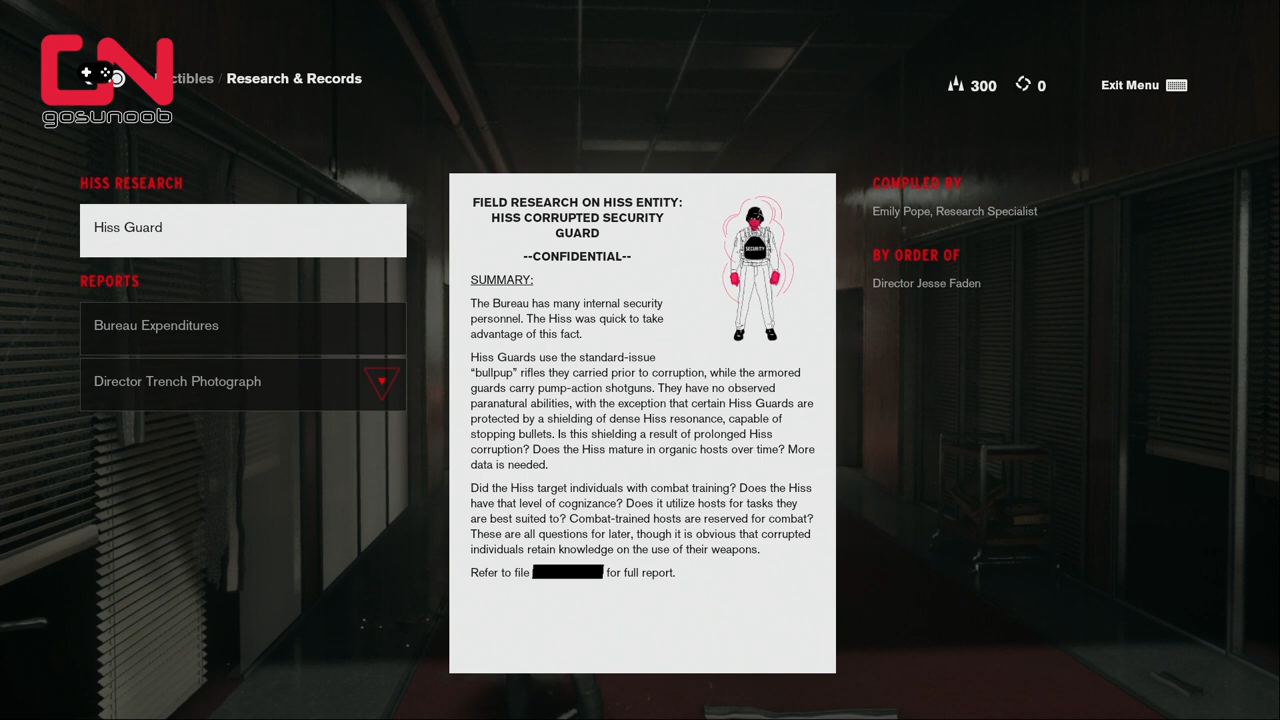 GN
gosunoob
ctibles / Research & Records
300
0
Exit Menu
HISS RESEARCH
Hiss Guard
REPORTS
Bureau Expenditures
Director Trench Photograph
FIELD RESEARCH ON HISS ENTITY:
HISS CORRUPTED SECURITY
GUARD
--CONFIDENTIAL--
SUMMARY:
The Bureau has many internal security
personnel. The Hiss was quick to take
advantage of this fact.
Hiss Guards use the standard-issue
“bullpup” rifles they carried prior to corruption, while the armored
guards carry pump-action shotguns. They have no observed
paranatural abilities, with the exception that certain Hiss Guards are
protected by a shielding of dense Hiss resonance, capable of
stopping bullets. Is this shielding a result of prolonged Hiss
corruption? Does the Hiss mature in organic hosts over time? More
data is needed.
Did the Hiss target individuals with combat training? Does the Hiss
have that level of cognizance? Does it utilize hosts for tasks they
are best suited to? Combat-trained hosts are reserved for combat?
These are all questions for later, though it is obvious that corrupted
individuals retain knowledge on the use of their weapons.
Refer to file for full report.
SECURITY
COMPILED BY
Emily Pope, Research Specialist
BY ORDER OF
Director Jesse Faden